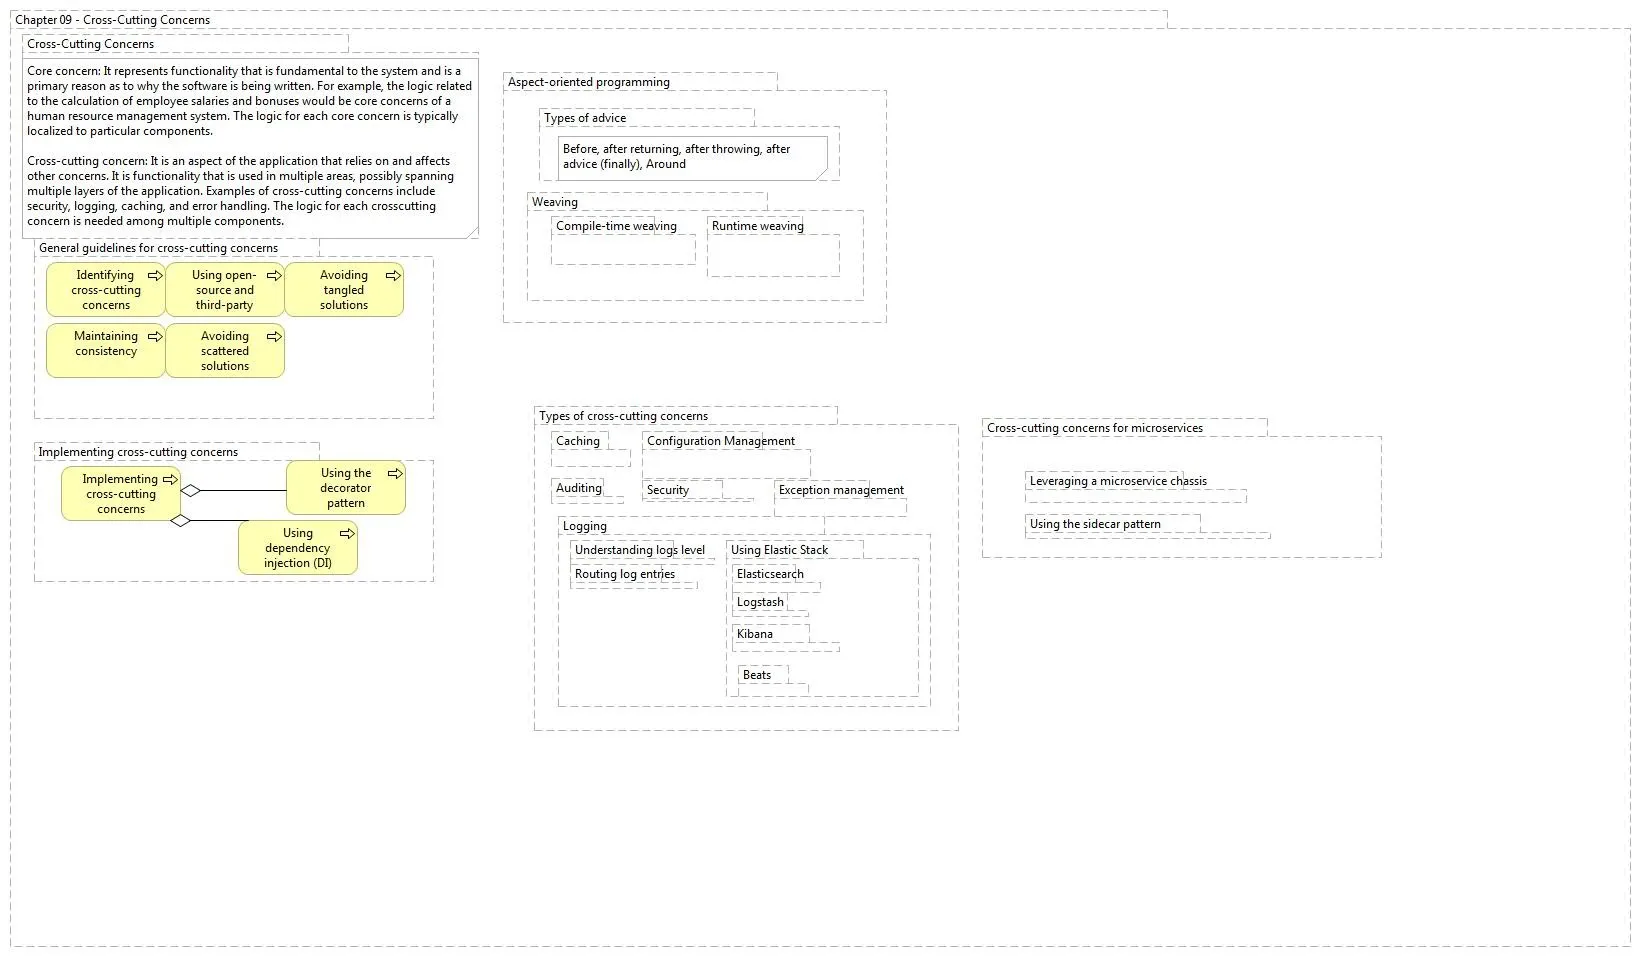 Chapter 09 - Cross-Cutting Concerns
Cross-Cutting Concerns
Core concern: It represents functionality that is fundamental to the system and is a
primary reason as to why the software is being written. For example, the logic related
to the calculation of employee salaries and bonuses would be core concerns of a
human resource management system. The logic for each core concern is typically
localized to particular components.
Cross-cutting concern: It is an aspect of the application that relies on and affects
other concerns. It is functionality that is used in multiple areas, possibly spanning
multiple layers of the application. Examples of cross-cutting concerns include
security, logging, caching, and error handling. The logic for each crosscutting
concern is needed among multiple components.
General guidelines for cross-cutting concerns
Identifying
cross-cutting
concerns
Using open-
source and
third-party
Avoiding
tangled
solutions
Maintaining
consistency
Avoiding
scattered
solutions
Implementing cross-cutting concerns
Implementing
cross-cutting
concerns
Using the
decorator
pattern
Using
dependency
injection (DI)
Aspect-oriented programming
Types of advice
Before, after returning, after throwing, after
advice (finally), Around
Weaving
Compile-time weaving
Runtime weaving
Types of cross-cutting concerns
Caching
Configuration Management
Auditing
Security
Exception management
Logging
Understanding logs level
Routing log entries
Using Elastic Stack
Elasticsearch
Logstash
Kibana
Beats
Cross-cutting concerns for microservices
Leveraging a microservice chassis
Using the sidecar pattern